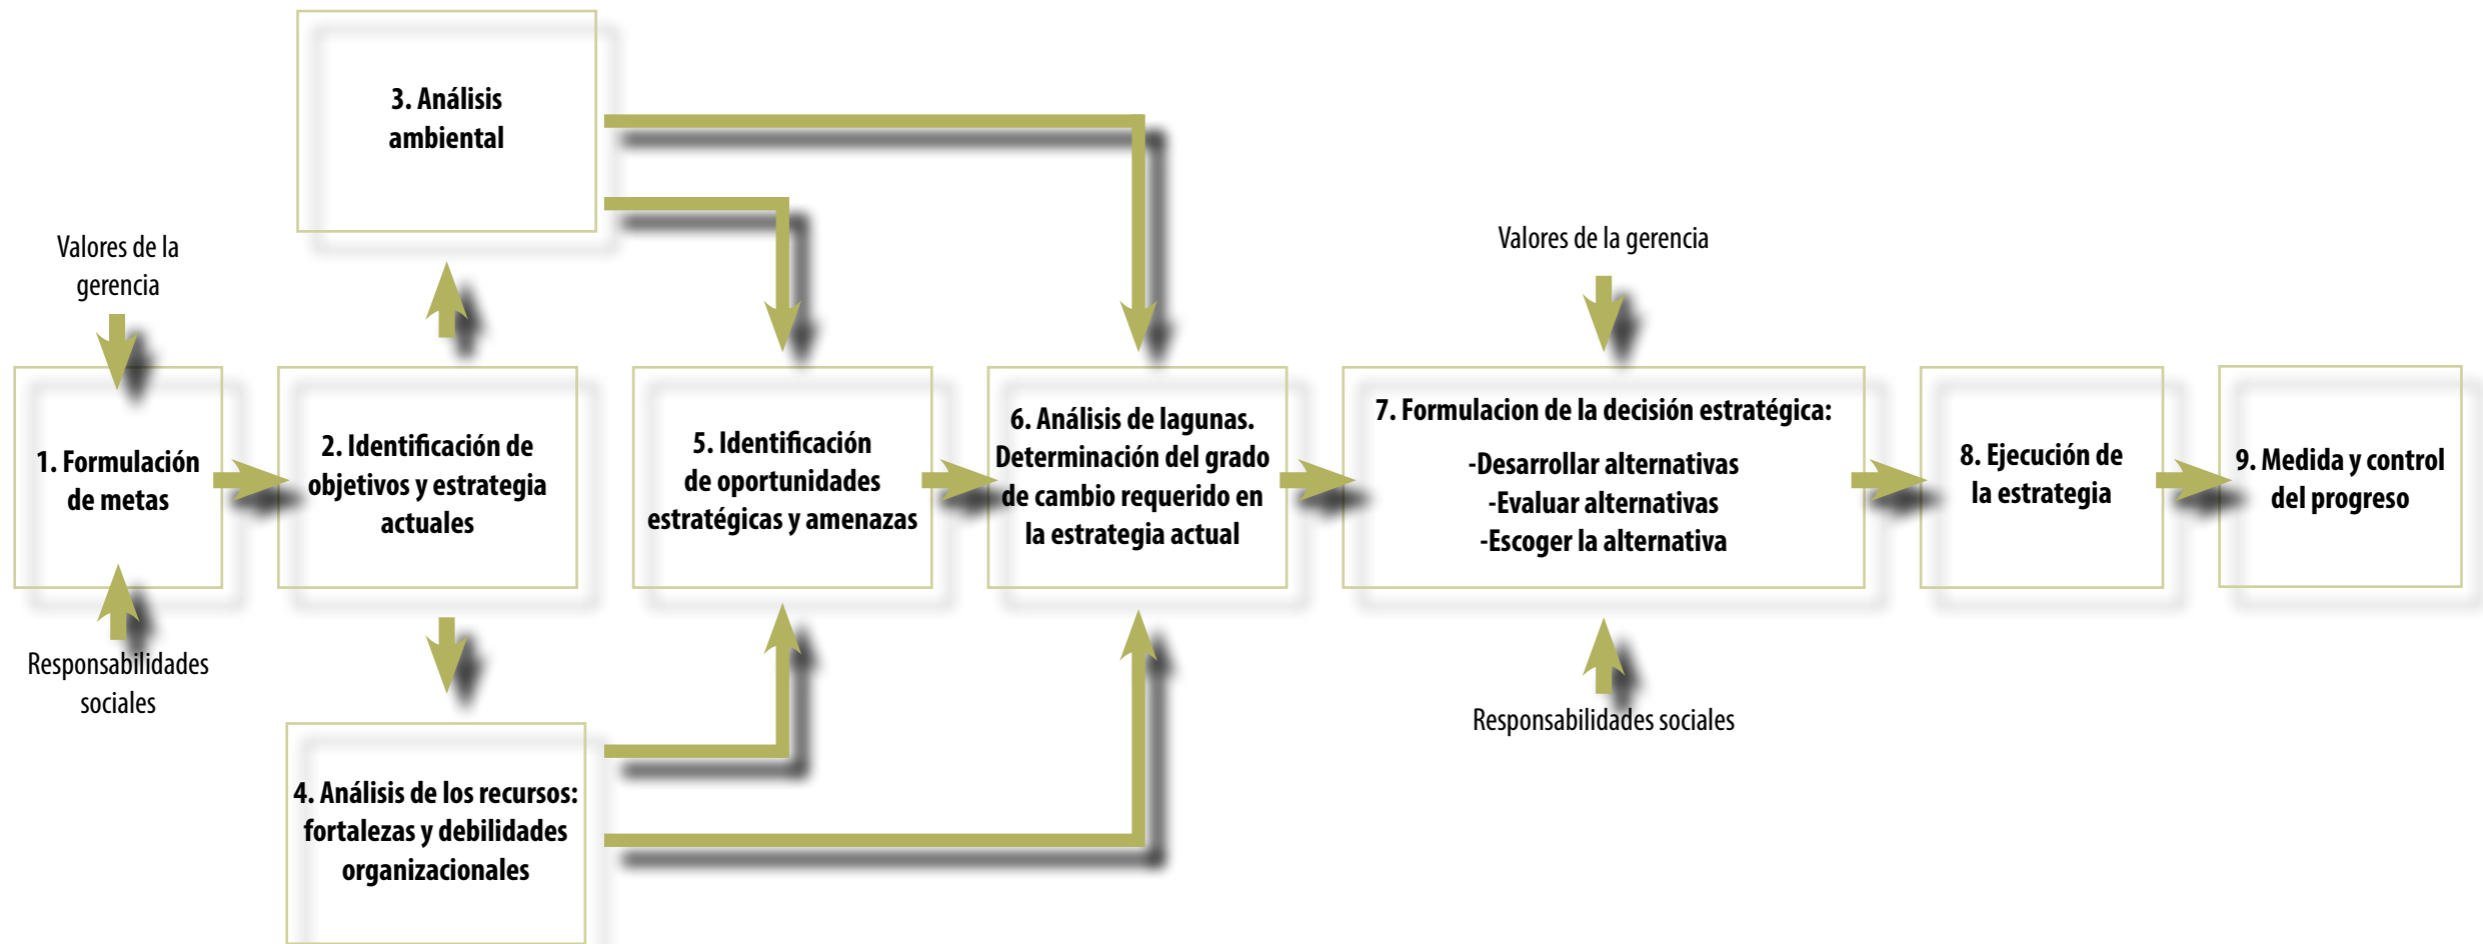 3. Análisis
ambiental
Valores de la
gerencia
Valores de la gerencia
1. Formulación
de metas
2. Identificación de
objetivos y estrategia
actuales
5. Identificación
de oportunidades
estratégicas y amenazas
6. Análisis de lagunas.
Determinación del grado
de cambio requerido en
la estrategia actual
7. Formulacion de la decisión estratégica:
-Desarrollar alternativas
-Evaluar alternativas
-Escoger la alternativa
8. Ejecución de
la estrategia
9. Medida y control
del progreso
Responsabilidades
sociales
Responsabilidades sociales
4. Análisis de los recursos:
fortalezas y debilidades
organizacionales